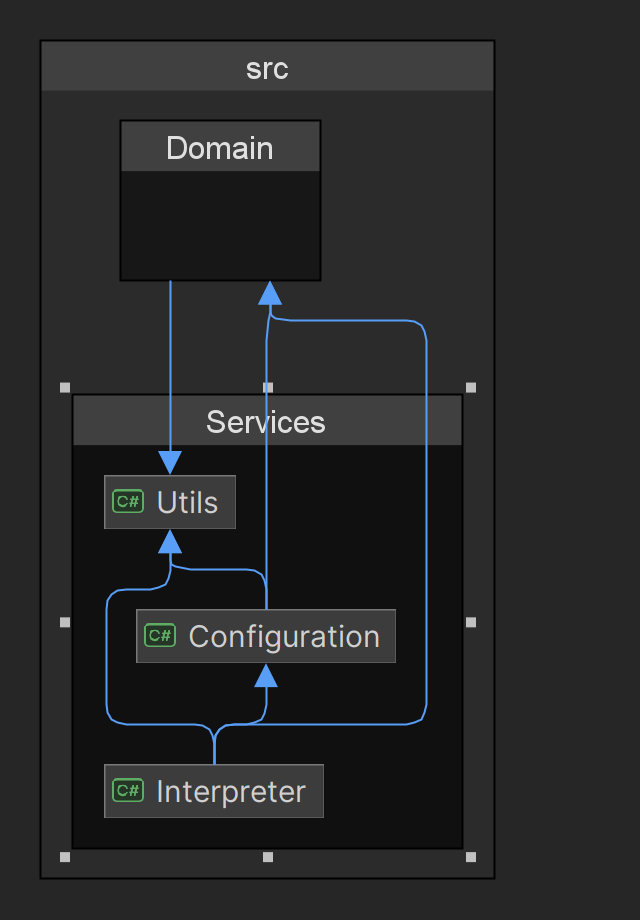 src
Domain
Services
C# Utils
C# Configuration
C# Interpreter